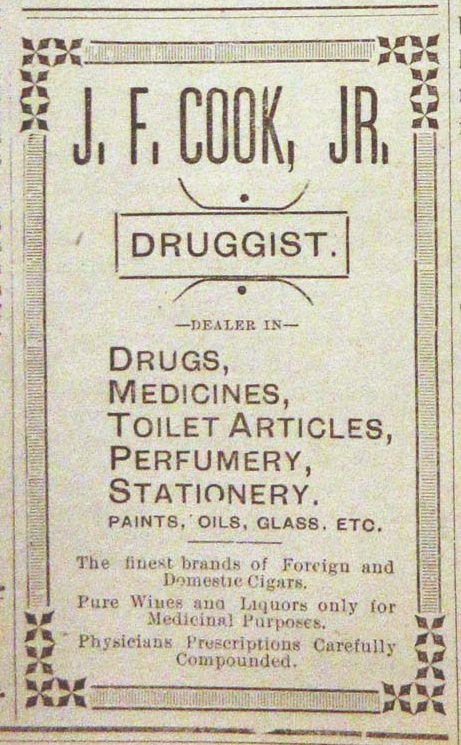 J. F. COOK, JR.
DRUGGIST.
—DEALER IN—
DRUGS,
MEDICINES,
TOILET ARTICLES,
PERFUMERY,
STATIONERY.
PAINTS, OILS, GLASS. ETC.
The finest brands of Foreign and
Domestic Cigars.
Pure Wines and Liquors only for
Medicinal Purposes.
Physicians Prescriptions Carefully
Compounded.